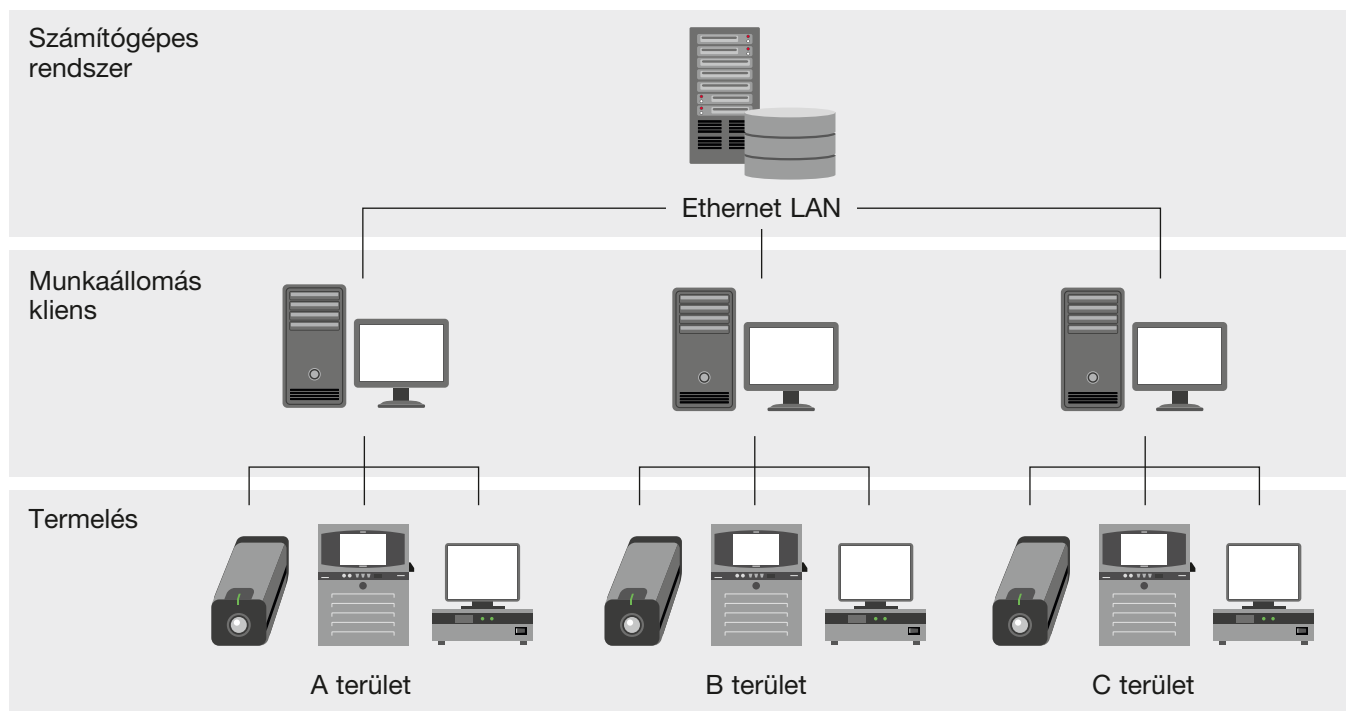 Számítógépes
rendszer
Ethernet LAN
Munkaállomás
kliens
Termelés
A terület
B terület
C terület